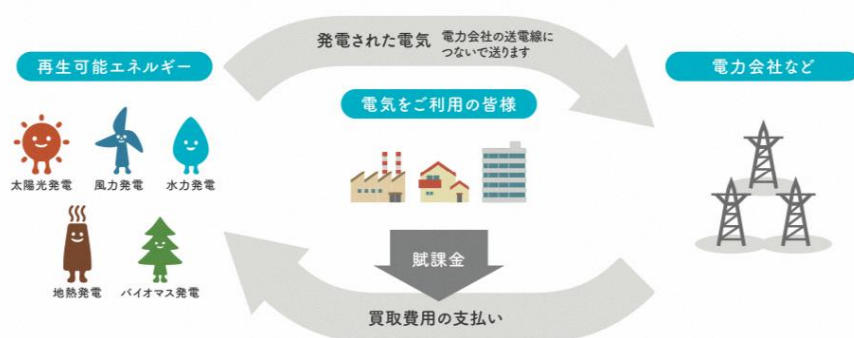 発電された電気 電力会社の送電線に
つないで送ります
再生可能エネルギー
電気をご利用の皆様
電力会社など
太陽光発電
風力発電
水力発電
地熱発電
バイオマス発電
賦課金
買取費用の支払い